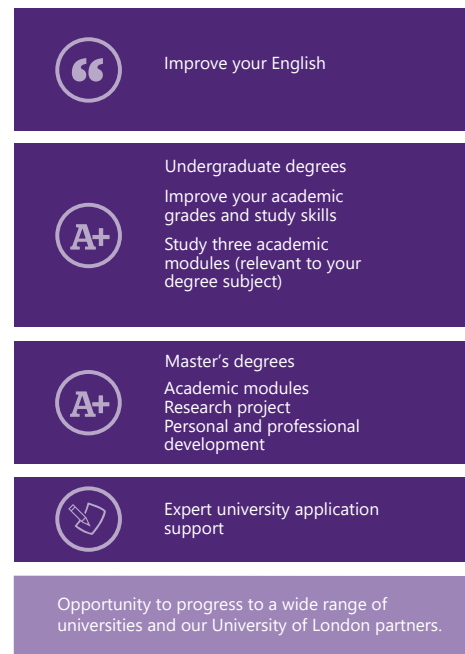 Improve your English
Undergraduate degrees
A+
Improve your academic
grades and study skills
Study three academic
modules (relevant to your
degree subject)
Master’s degrees
A+
Academic modules
Research project
Personal and professional
development
Expert university application
support
Opportunity to progress to a wide range of
universities and our University of London partners.